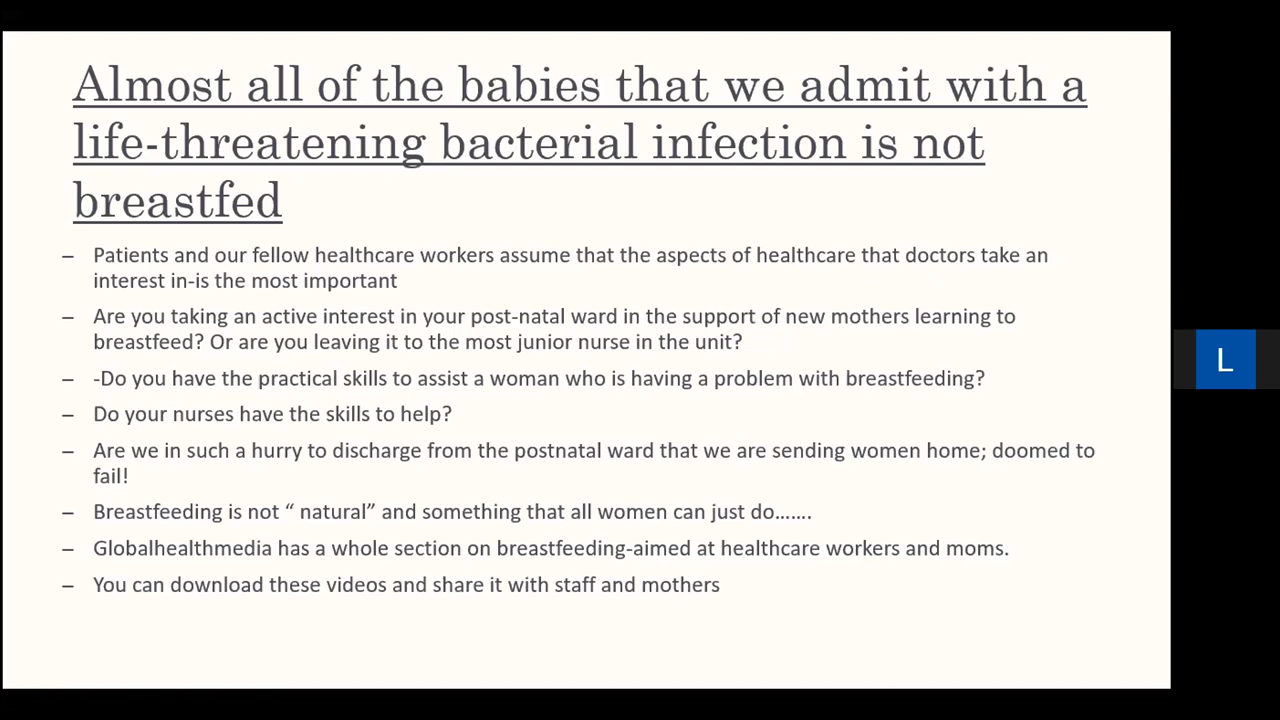 Almost all of the babies that we admit with a
life-threatening bacterial infection is not
breastfed
– Patients and our fellow healthcare workers assume that the aspects of healthcare that doctors take an
interest in-is the most important
– Are you taking an active interest in your post-natal ward in the support of new mothers learning to
breastfeed? Or are you leaving it to the most junior nurse in the unit?
– -Do you have the practical skills to assist a woman who is having a problem with breastfeeding?
– Do your nurses have the skills to help?
– Are we in such a hurry to discharge from the postnatal ward that we are sending women home; doomed to
fail!
– Breastfeeding is not “ natural” and something that all women can just do…….
– Globalhealthmedia has a whole section on breastfeeding-aimed at healthcare workers and moms.
– You can download these videos and share it with staff and mothers
L